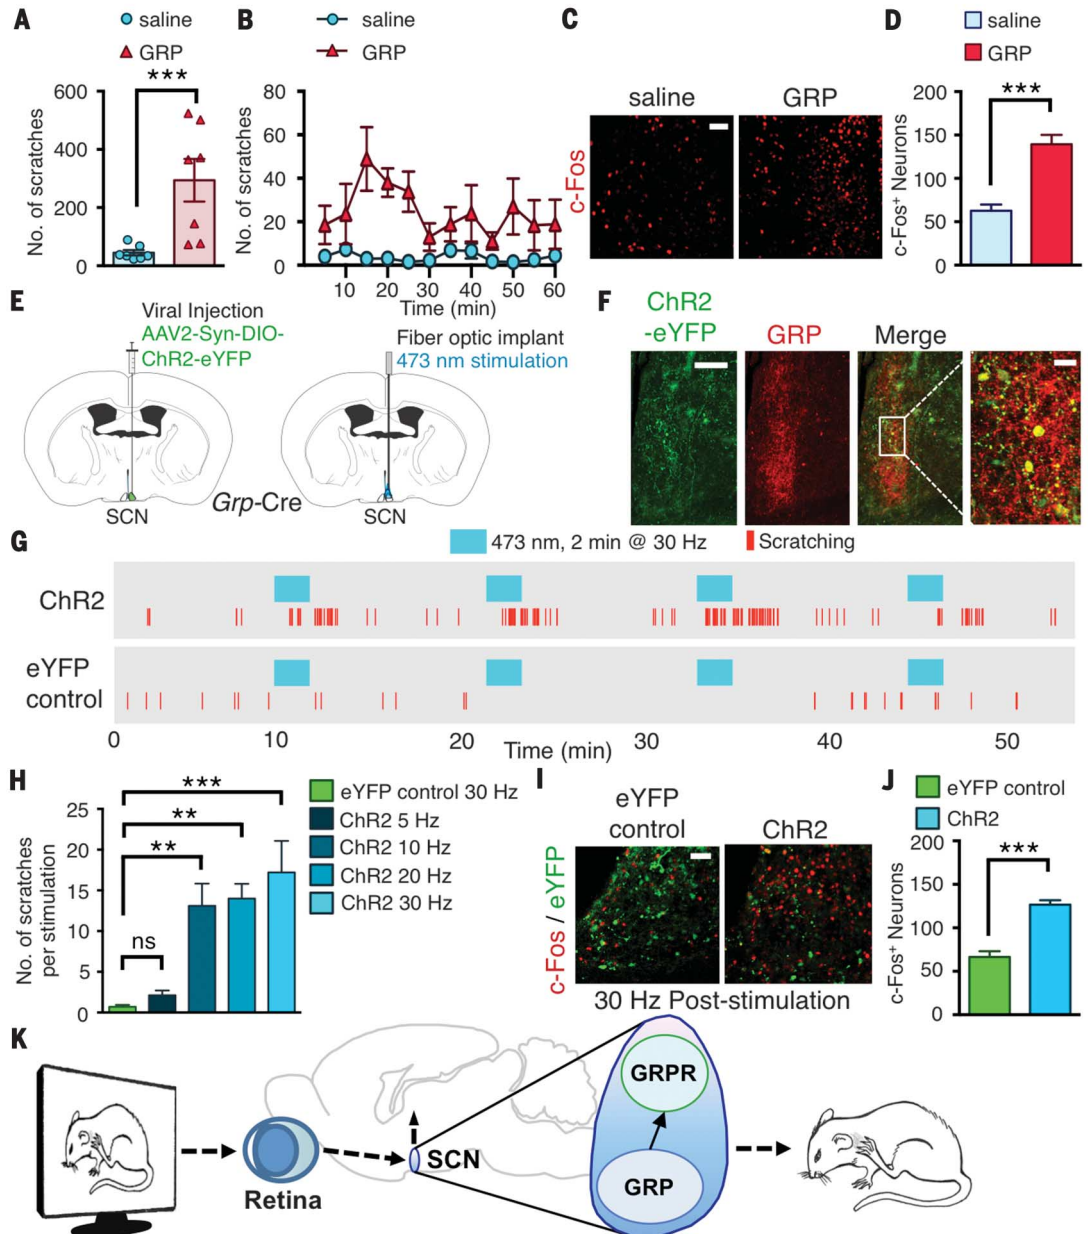 A
saline
GRP
***
No. of scratches
600
400
200
0
B
saline
GRP
No. of scratches
80
60
40
20
0
10 20 30 40 50 60
Time (min)
C
saline GRP
c-Fos
D
saline
GRP
***
c-Fos+ Neurons
200
150
100
50
0
E
Viral Injection
AAV2-Syn-DIO-
ChR2-eYFP
Fiber optic implant
473 nm stimulation
SCN
Grp-Cre
SCN
F
ChR2
-eYFP
GRP
Merge
G
473 nm, 2 min @ 30 Hz
Scratching
ChR2
eYFP
control
0 10 20 30 40 50
Time (min)
H
***
**
**
ns
No. of scratches
per stimulation
25
20
15
10
5
0
eYFP control 30 Hz
ChR2 5 Hz
ChR2 10 Hz
ChR2 20 Hz
ChR2 30 Hz
I
eYFP
control
ChR2
c-Fos / eYFP
30 Hz Post-stimulation
J
eYFP control
ChR2
***
c-Fos+ Neurons
200
150
100
50
0
K
Retina
SCN
GRPR
GRP